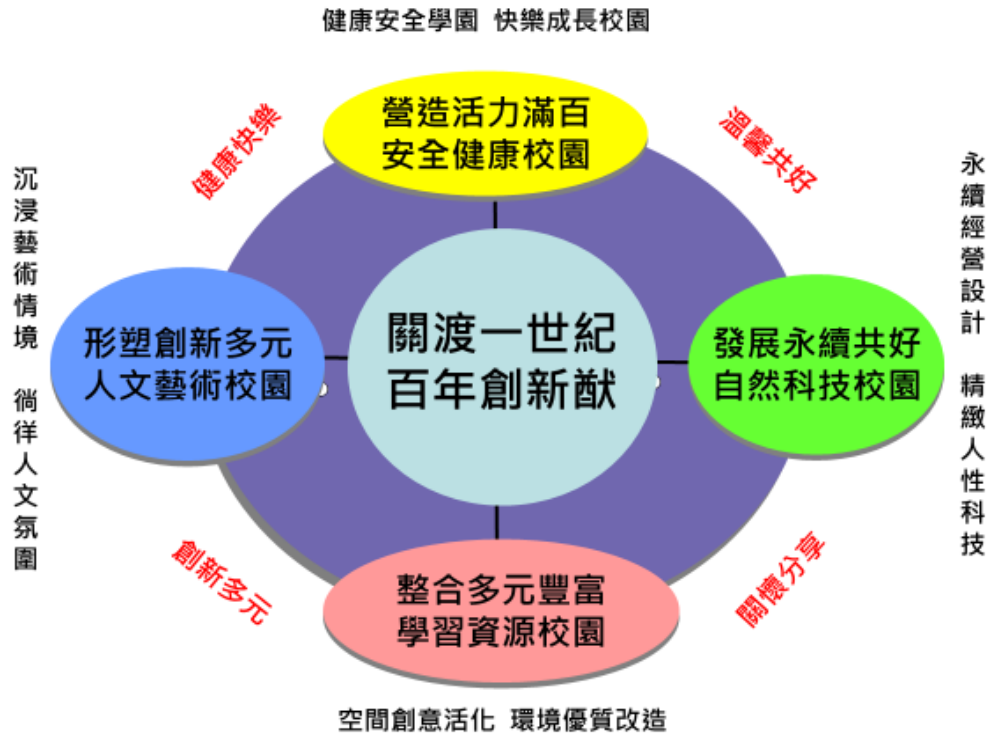 健康安全學園 快樂成長校園
營造活力滿百
安全健康校園
健康快樂
溫馨共好
沉浸藝術情境 徜徉人文氛圍
形塑創新多元
人文藝術校園
關渡一世紀
百年創新猷
發展永續共好
自然科技校園
永續經營設計 精緻人性科技
創新多元
整合多元豐富
學習資源校園
關懷分享
空間創意活化 環境優質改造